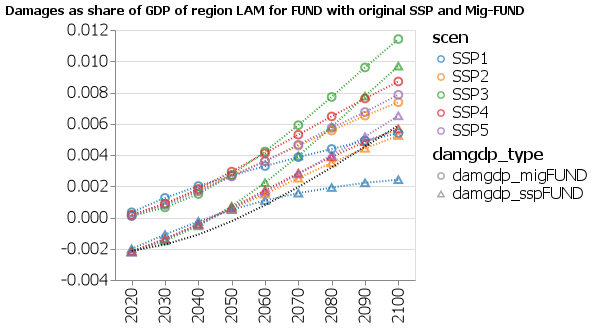 Damages as share of GDP of region LAM for FUND with original SSP and Mig-FUND
0.012
0.010
0.008
0.006
0.004
0.002
0.000
−0.002
−0.004
2020
2030
2040
2050
2060
2070
2080
2090
2100
scen
SSP1
SSP2
SSP3
SSP4
SSP5
damgdp_type
damgdp_migFUND
damgdp_sspFUND